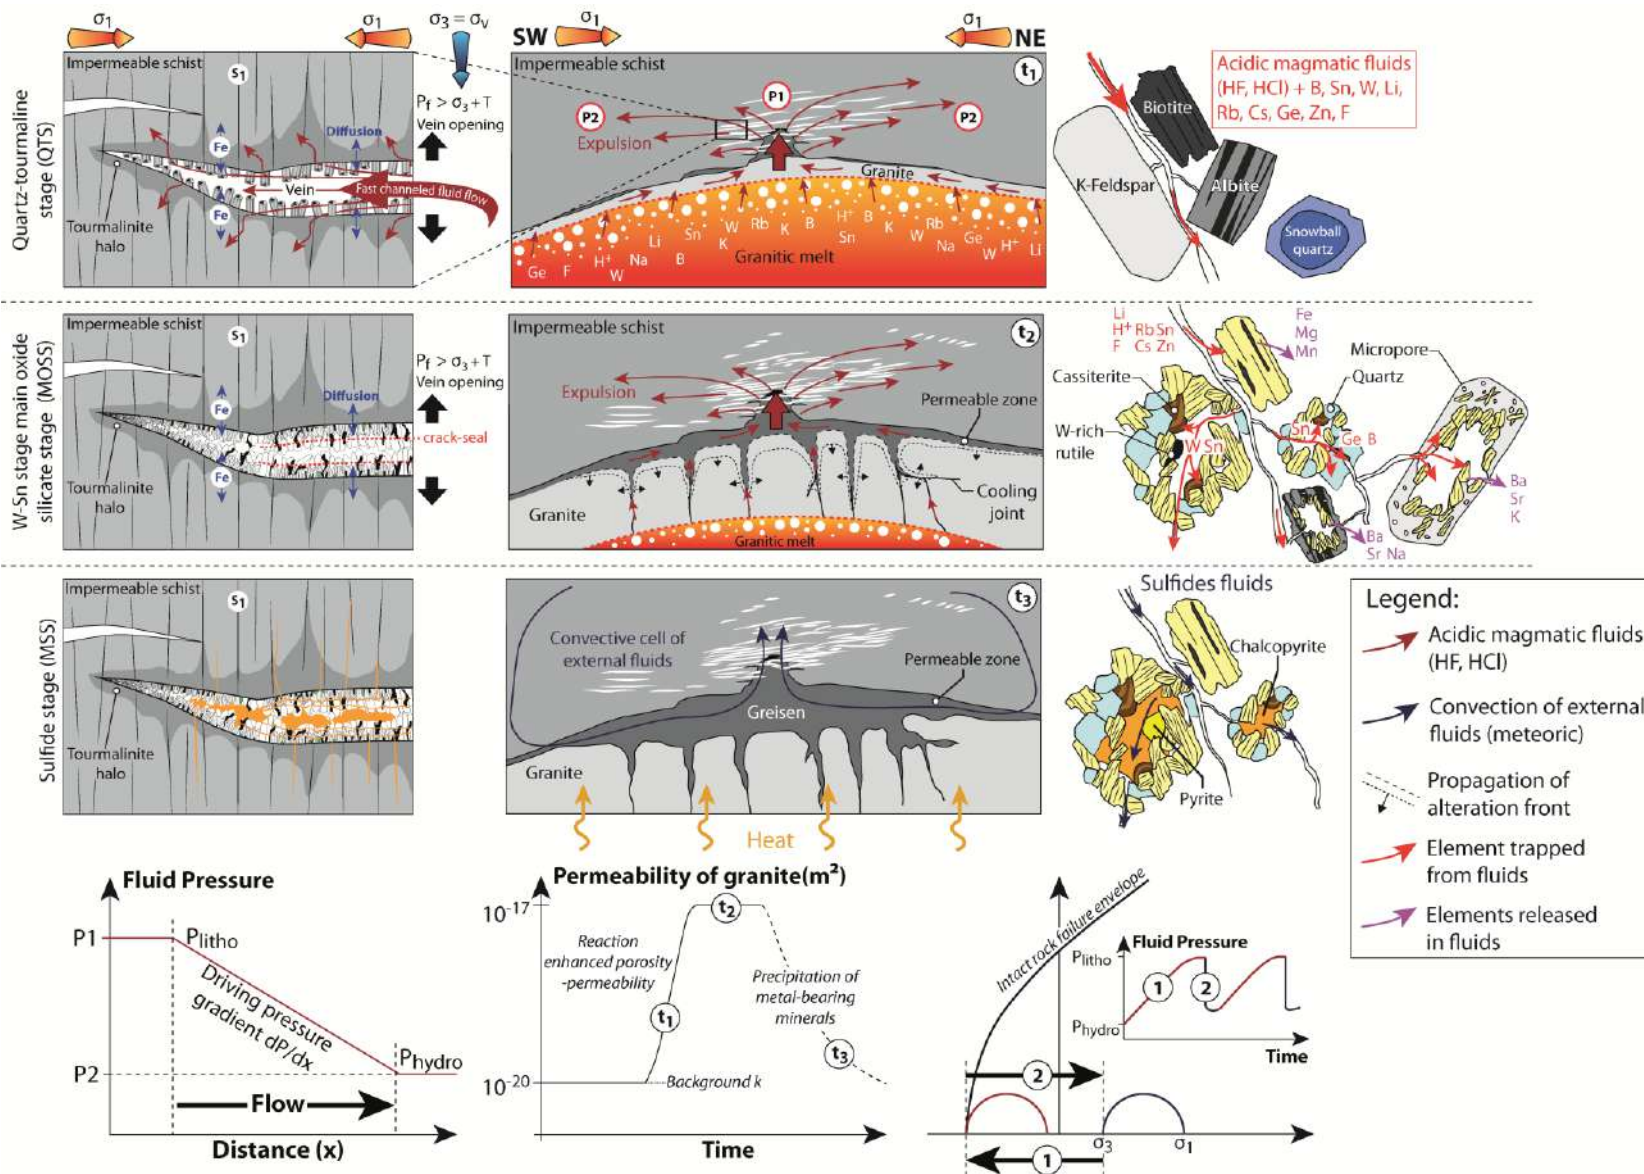 σ1
σ1
σ3 = σv
SW
σ1
σ1
NE
Quartz-tourmaline
stage (QTS)
Impermeable schist
S1
Diffusion
Fe
Vein
Fast channeled fluid flow
Fe
Tourmalinite
halo
Pf > σ3 + T
Vein opening
Impermeable schist
t1
P1
P2
P2
Expulsion
Granite
Ge F H+ W Li Na Sn B W K Rb K B H+ Sn B K W Rb Na Ge W H+ Li
Granitic melt
Acidic magmatic fluids
(HF, HCl) + B, Sn, W, Li,
Rb, Cs, Ge, Zn, F
Biotite
K-Feldspar
Albite
Snowball
quartz
W-Sn stage main oxide
silicate stage (MOSS)
Impermeable schist
S1
Diffusion
Fe
crack-seal
Fe
Tourmalinite
halo
Pf > σ3 + T
Vein opening
Impermeable schist
t2
Expulsion
Permeable zone
Cooling
joint
Granite
Granitic melt
Li
H+ Rb Sn
F Cs Zn
Fe
Mg
Mn
Micropore
Cassiterite
Quartz
W-rich
rutile
W Sn
Sn
Ge B
Ba
Sr
K
Ba
Sr Na
Sulfide stage (MSS)
Impermeable schist
S1
Tourmalinite
halo
t3
Convective cell of
external fluids
Permeable zone
Greisen
Granite
Heat
Sulfides fluids
Chalcopyrite
Pyrite
Legend:
Acidic magmatic fluids
(HF, HCl)
Convection of external
fluids (meteoric)
Propagation of
alteration front
Element trapped
from fluids
Elements released
in fluids
Fluid Pressure
P1
Plitho
Driving pressure
gradient dP/dx
Phydro
P2
Flow
Distance (x)
Permeability of granite(m²)
10-17
t2
Reaction
enhanced porosity
-permeability
Precipitation of
metal-bearing
minerals
t1
t3
10-20
Background k
Time
Intact rock failure envelope
Fluid Pressure
Plitho
1
2
Phydro
Time
2
σ3
σ1
1